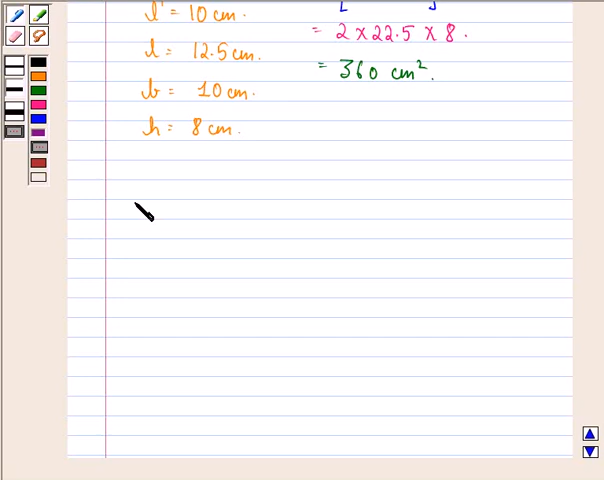 l' = 10 cm.
l = 12.5 cm.
b = 10 cm.
h = 8 cm.
= 2 × 22.5 × 8.
= 360 cm².